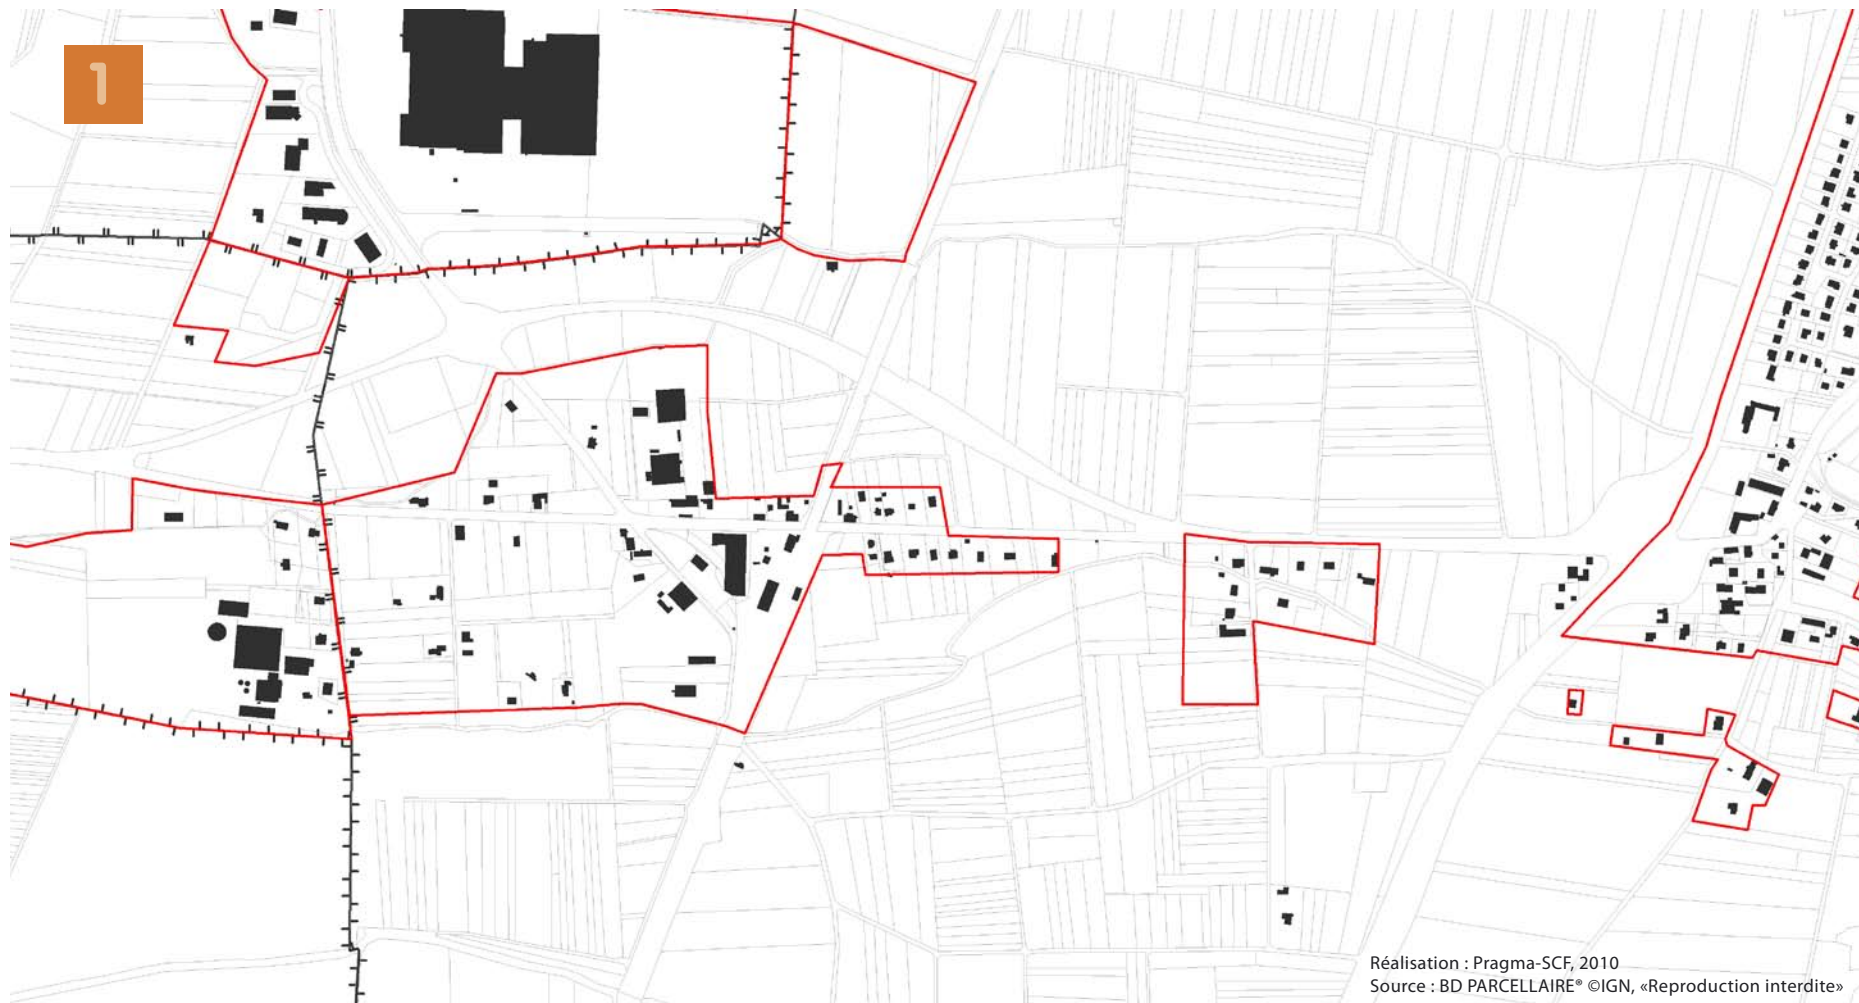 1
Réalisation : Pragma-SCF, 2010
Source : BD PARCELLAIRE® ©IGN, «Reproduction interdite»